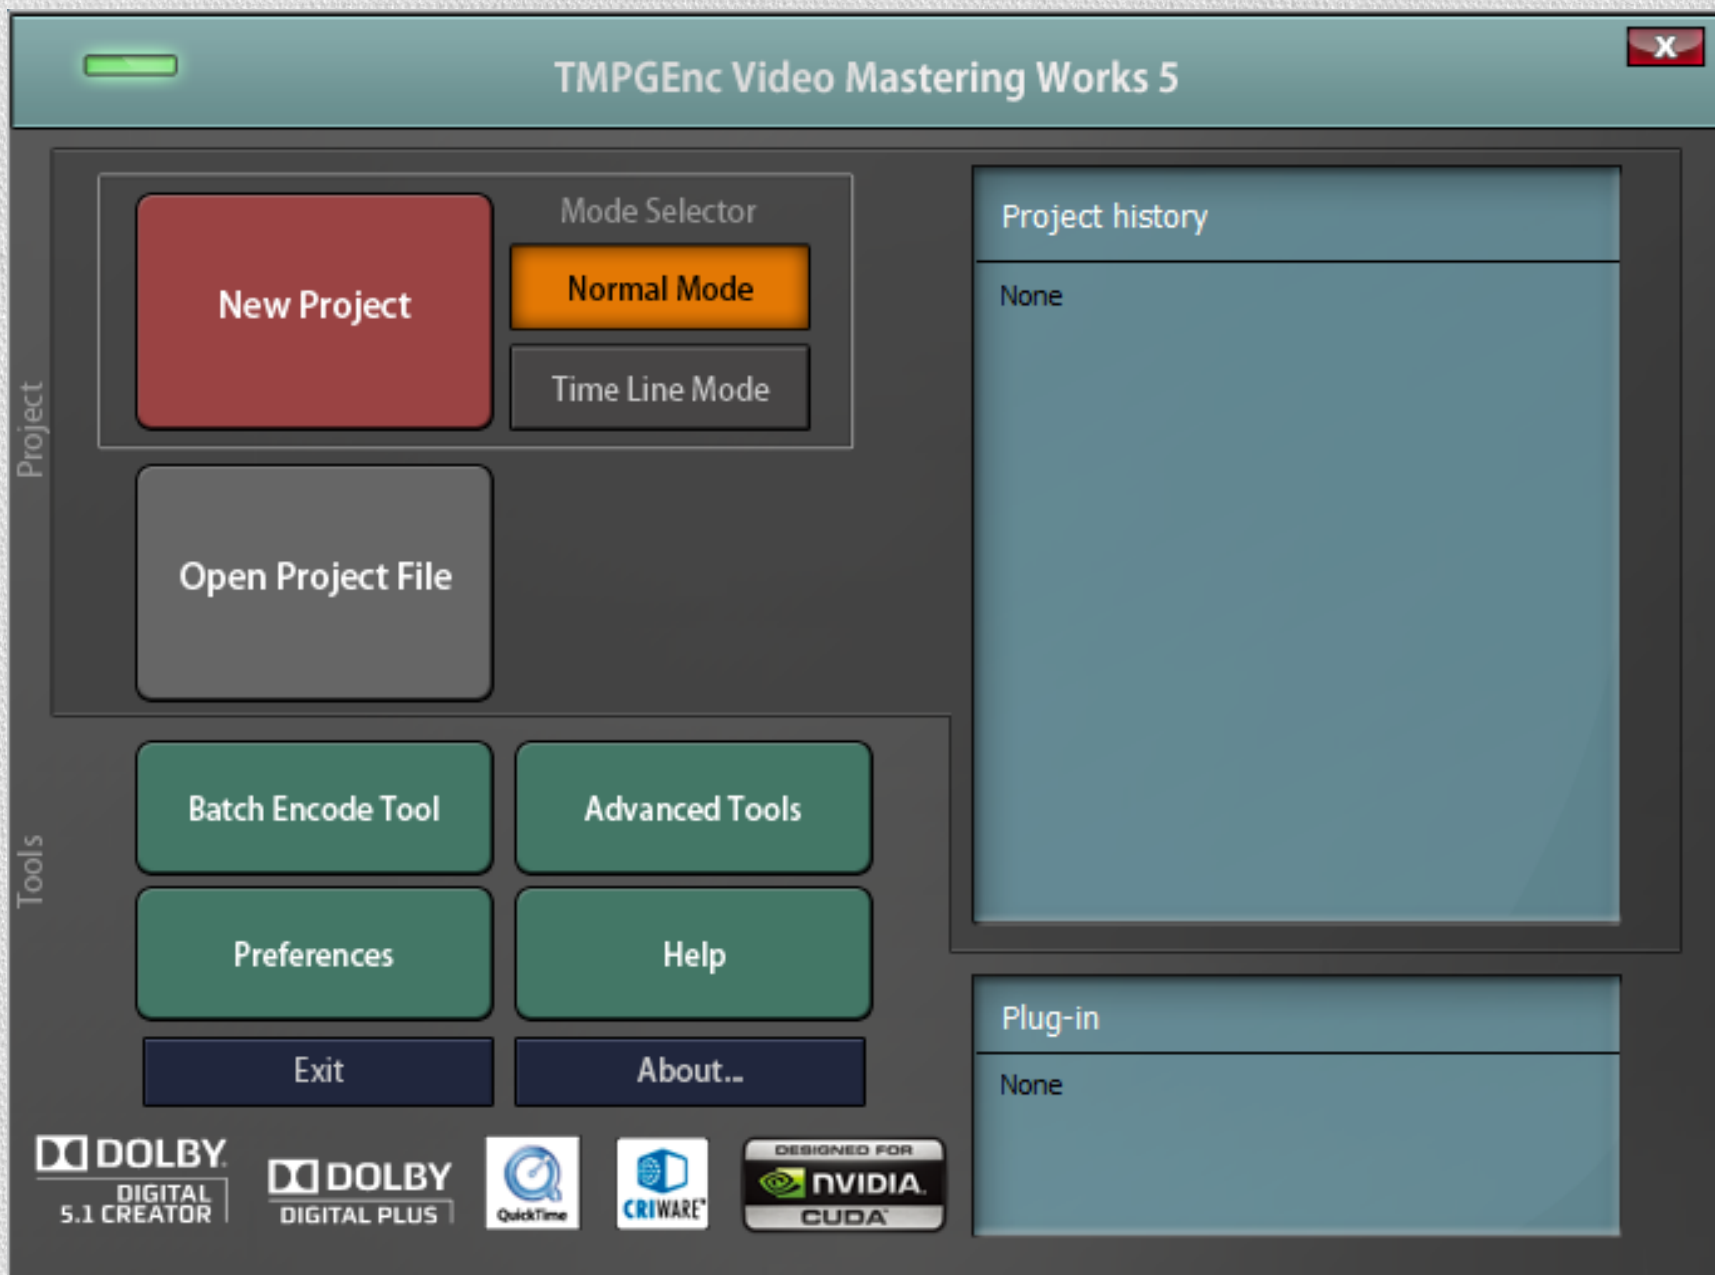 TMPGEnc Video Mastering Works 5
X
Project
New Project
Mode Selector
Normal Mode
Time Line Mode
Open Project File
Project history
None
Tools
Batch Encode Tool
Advanced Tools
Preferences
Help
Exit
About...
Plug-in
None
DOLBY.
DIGITAL
5.1 CREATOR
DOLBY
DIGITAL PLUS
QuickTime
CRIWARE™
DESIGNED FOR
NVIDIA.
CUDA™